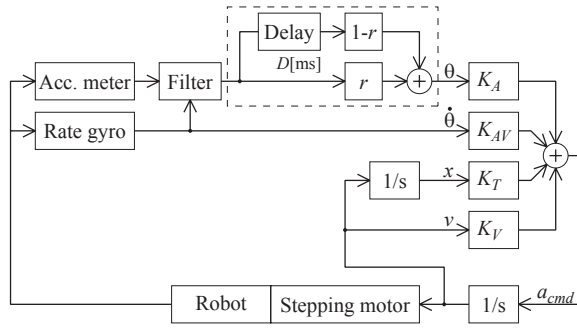 Delay
1-r
D[ms]
Acc. meter
Filter
r
+
θ
K_A
Rate gyro
θ̇
K_AV
+
1/s
x
K_T
v
K_V
Robot
Stepping motor
1/s
a_cmd